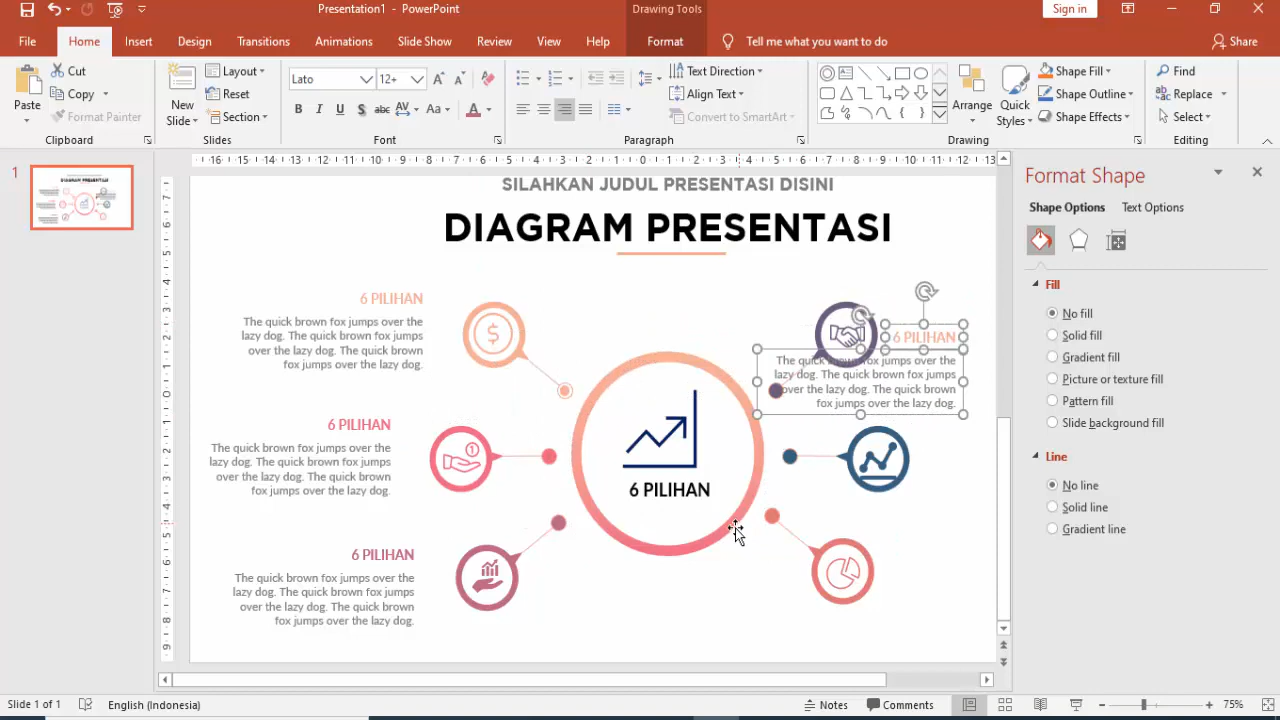 Presentation1 - PowerPoint
Drawing Tools
Sign in
File
Home
Insert
Design
Transitions
Animations
Slide Show
Review
View
Help
Format
Tell me what you want to do
Share
Paste
Cut
Copy
Format Painter
Clipboard
New Slide
Layout
Reset
Section
Slides
Lato
12+
B I U S abc AV Aa A
Font
Text Direction
Align Text
Convert to SmartArt
Paragraph
Arrange
Quick Styles
Shape Fill
Shape Outline
Shape Effects
Drawing
Find
Replace
Select
Editing
1
SILAHKAN JUDUL PRESENTASI DISINI
DIAGRAM PRESENTASI
6 PILIHAN
The quick brown fox jumps over the
lazy dog. The quick brown fox jumps
over the lazy dog. The quick brown
fox jumps over the lazy dog.
6 PILIHAN
The quick brown fox jumps over the
lazy dog. The quick brown fox jumps
over the lazy dog. The quick brown
fox jumps over the lazy dog.
6 PILIHAN
The quick brown fox jumps over the
lazy dog. The quick brown fox jumps
over the lazy dog. The quick brown
fox jumps over the lazy dog.
6 PILIHAN
6 PILIHAN
The quick brown fox jumps over the
lazy dog. The quick brown fox jumps
over the lazy dog. The quick brown
fox jumps over the lazy dog.
Format Shape
Shape Options
Text Options
Fill
No fill
Solid fill
Gradient fill
Picture or texture fill
Pattern fill
Slide background fill
Line
No line
Solid line
Gradient line
Slide 1 of 1
English (Indonesia)
Notes
Comments
75%